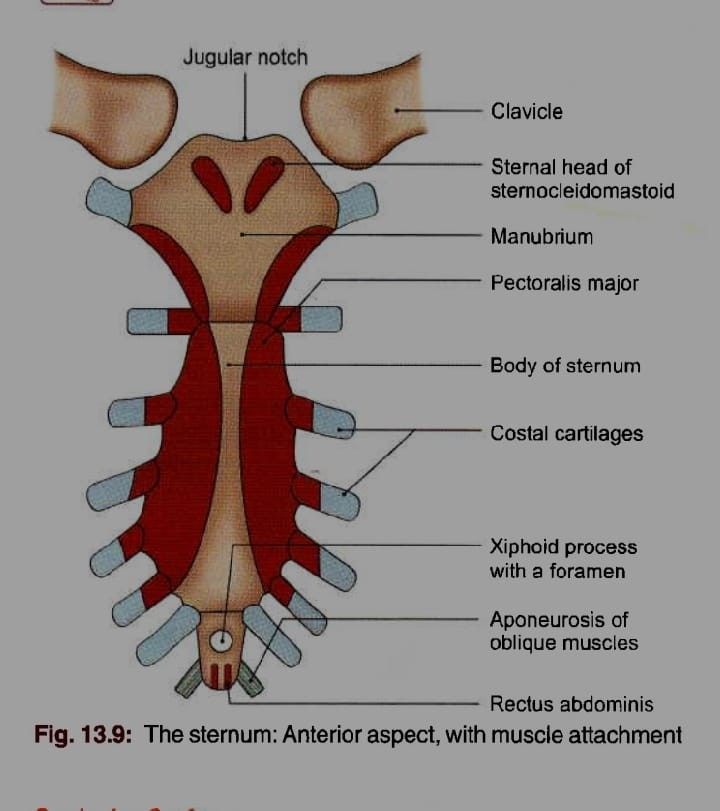 Jugular notch
Clavicle
Sternal head of
sternocleidomastoid
Manubrium
Pectoralis major
Body of sternum
Costal cartilages
Xiphoid process
with a foramen
Aponeurosis of
oblique muscles
Rectus abdominis
Fig. 13.9: The sternum: Anterior aspect, with muscle attachment